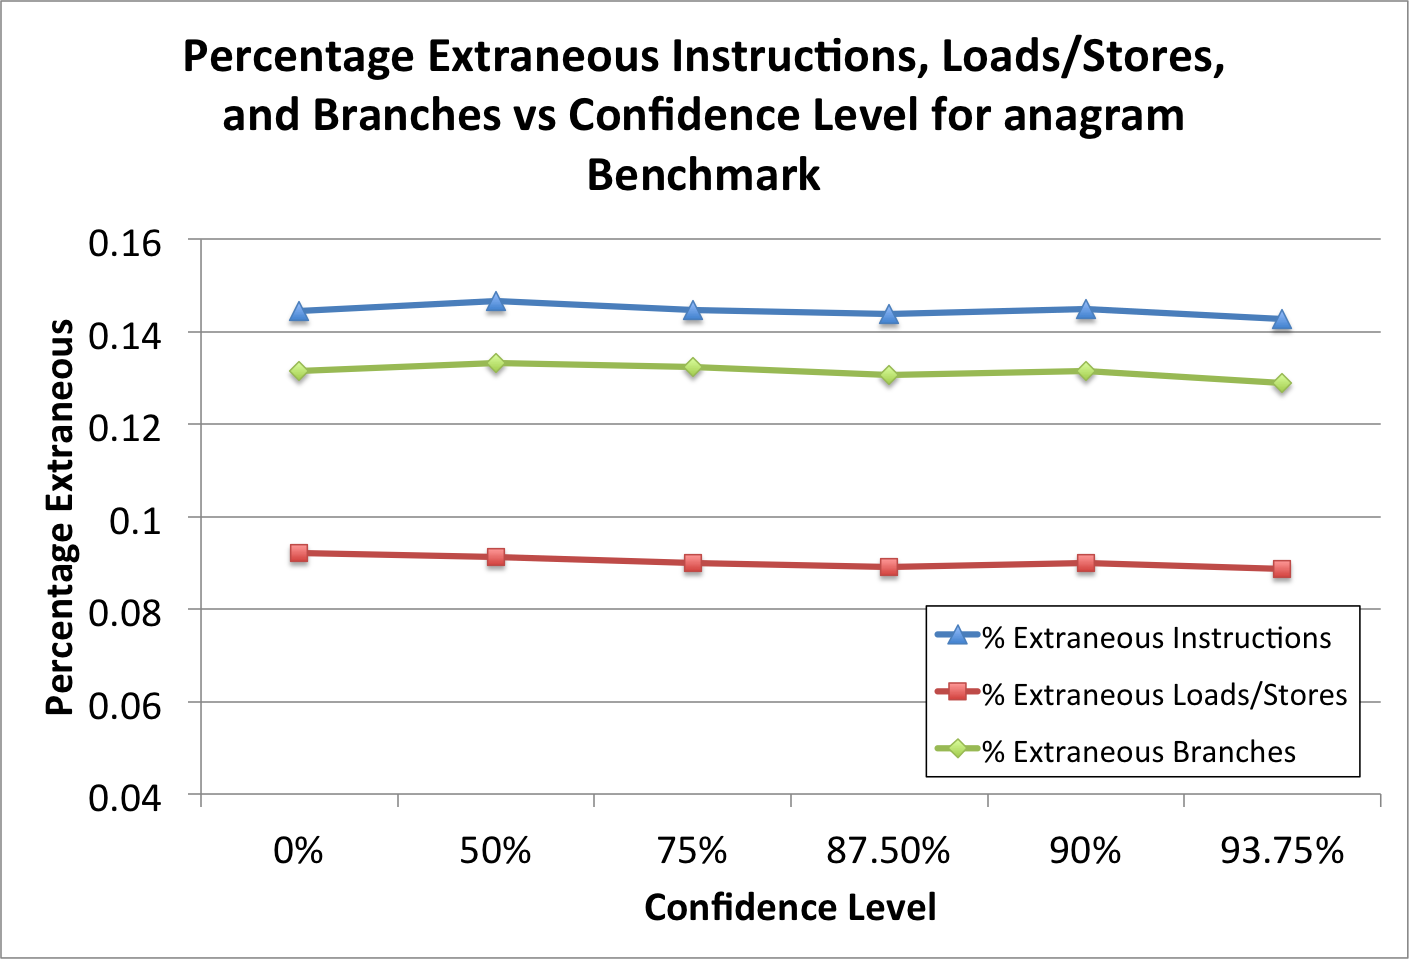 Percentage Extraneous Instructions, Loads/Stores,
and Branches vs Confidence Level for anagram
Benchmark
Percentage Extraneous
0.16
0.14
0.12
0.1
0.08
0.06
0.04
% Extraneous Instructions
% Extraneous Loads/Stores
% Extraneous Branches
0% 50% 75% 87.50% 90% 93.75%
Confidence Level